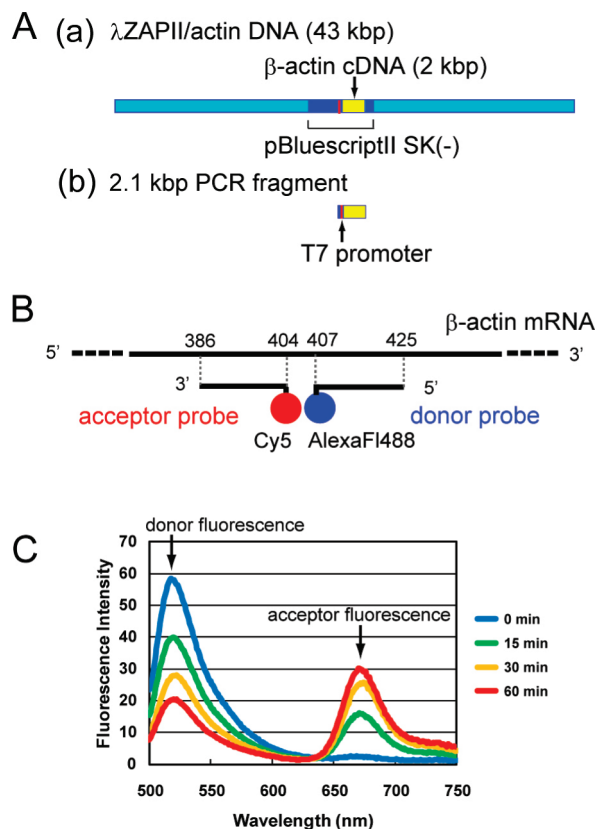 A
(a) λZAPII/actin DNA (43 kbp)
β-actin cDNA (2 kbp)
pBluescriptII SK(-)
(b) 2.1 kbp PCR fragment
T7 promoter
B
β-actin mRNA
386 404 407 425
5’ 3’
3’ 5’
acceptor probe donor probe
Cy5 AlexaFl488
C
donor fluorescence
acceptor fluorescence
Fluorescence Intensity
70
60
50
40
30
20
10
0
500 550 600 650 700 750
Wavelength (nm)
0 min
15 min
30 min
60 min